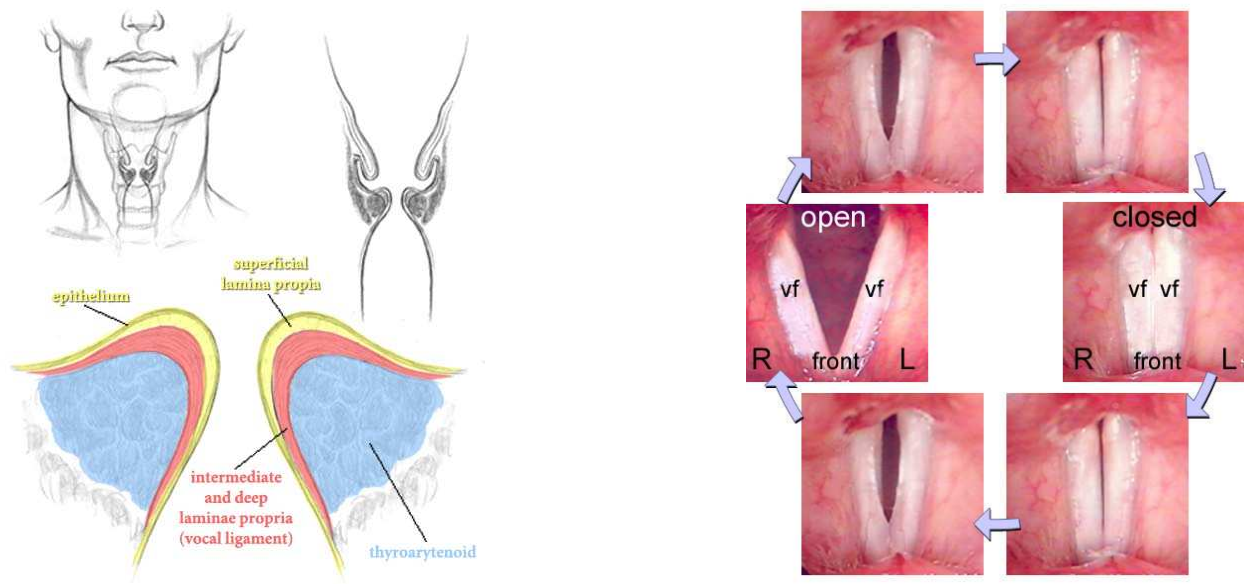 superficial
lamina propia
epithelium
intermediate
and deep
laminae propria
(vocal ligament)
thyroarytenoid
open
closed
vf
vf
vf
vf
R
front
L
R
front
L